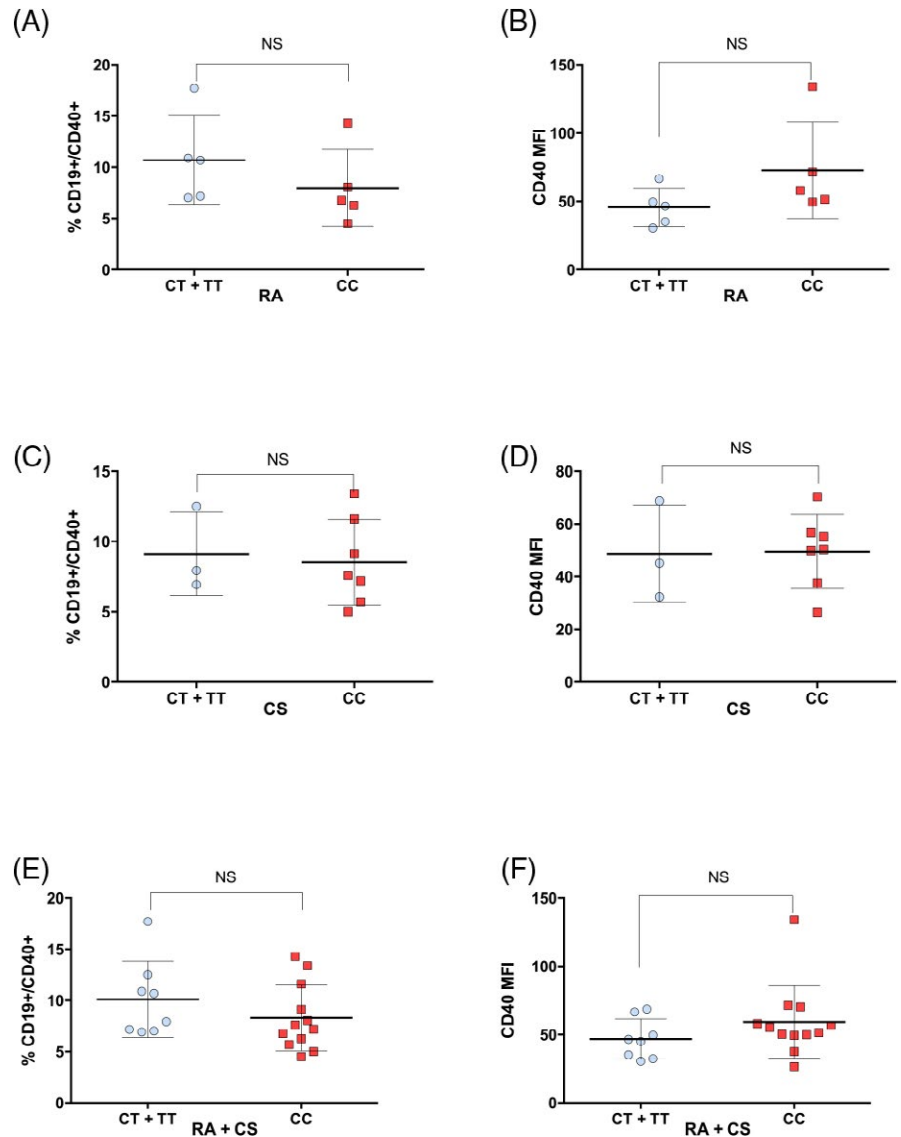 (A)
NS
20
15
10
5
0
% CD19+/CD40+
CT + TT
CC
RA
(B)
NS
150
100
50
0
CD40 MFI
CT + TT
CC
RA
(C)
NS
15
10
5
0
% CD19+/CD40+
CT + TT
CC
CS
(D)
NS
80
60
40
20
0
CD40 MFI
CT + TT
CC
CS
(E)
NS
20
15
10
5
0
% CD19+/CD40+
CT + TT
CC
RA + CS
(F)
NS
150
100
50
0
CD40 MFI
CT + TT
CC
RA + CS